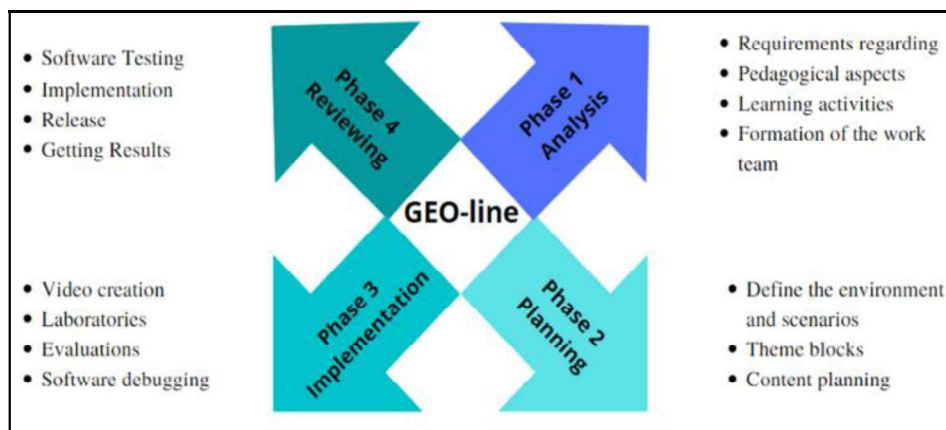 • Software Testing
• Implementation
• Release
• Getting Results
Phase 4
Reviewing
Phase 1
Analysis
• Requirements regarding
• Pedagogical aspects
• Learning activities
• Formation of the work
team
GEO-line
• Video creation
• Laboratories
• Evaluations
• Software debugging
Phase 3
Implementation
Phase 2
Planning
• Define the environment
and scenarios
• Theme blocks
• Content planning